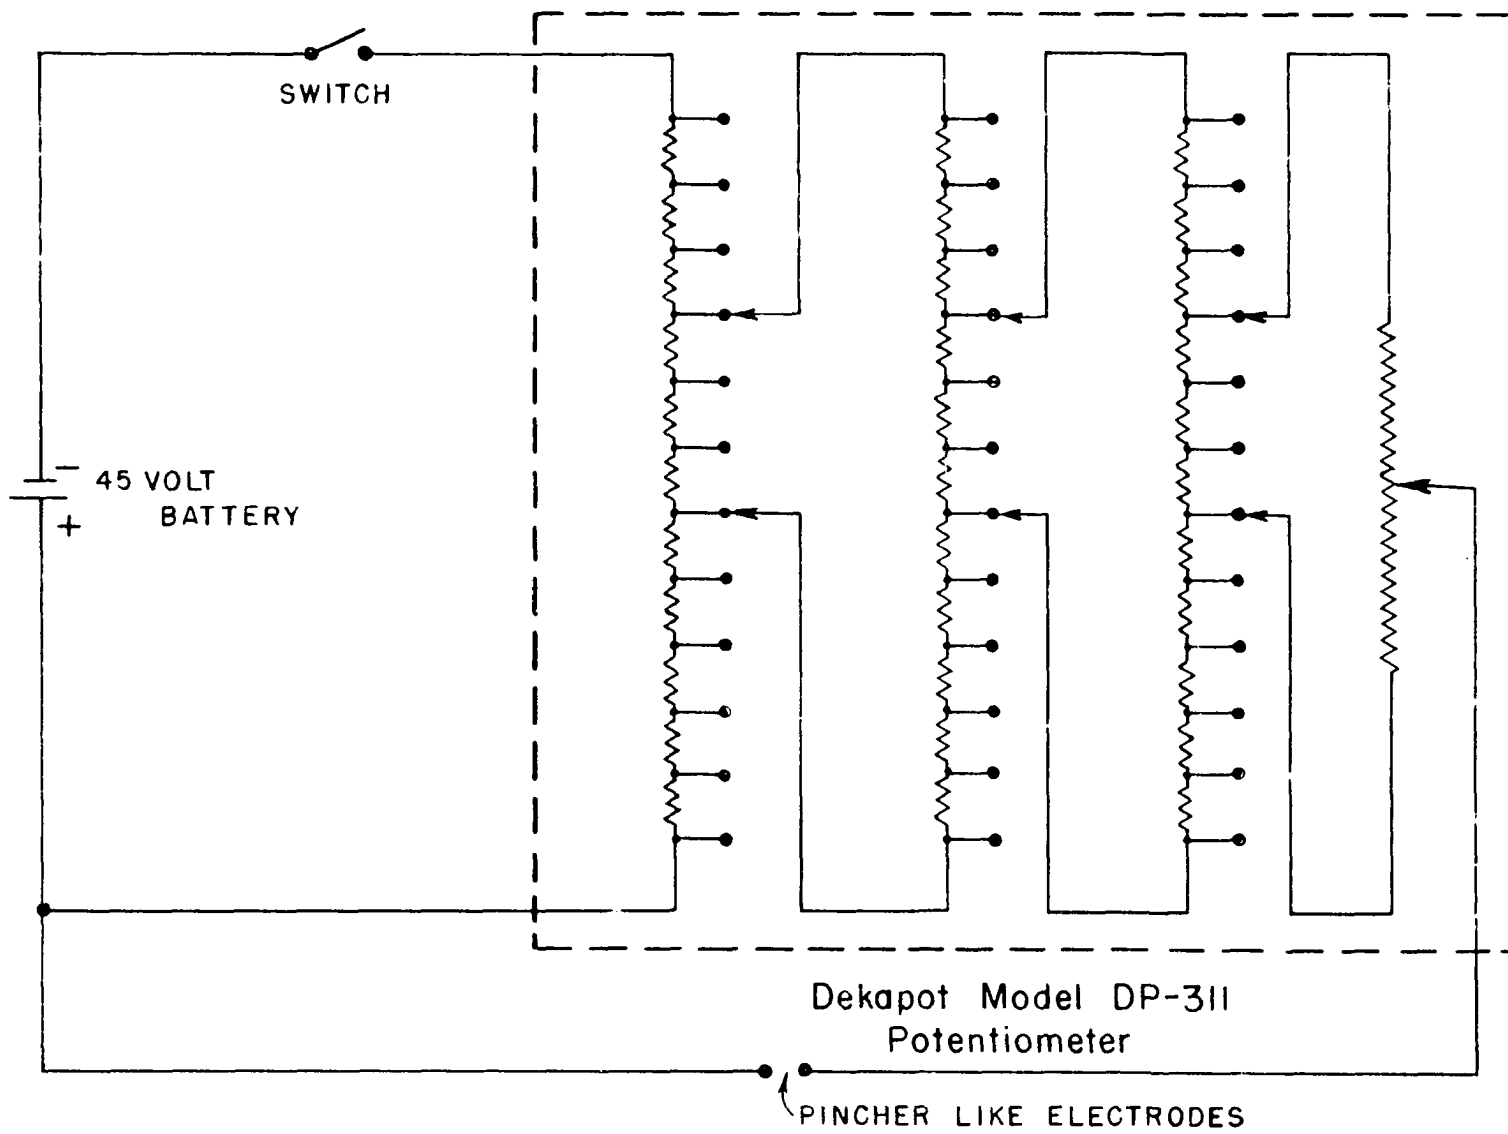 SWITCH
−
45 VOLT
BATTERY
+
Dekapot Model DP-311
Potentiometer
PINCHER LIKE ELECTRODES